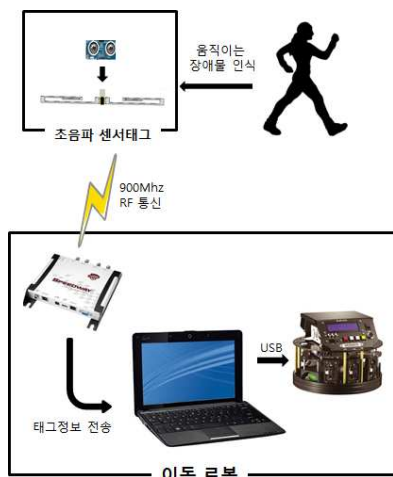 움직이는
장애물 인식
초음파 센서태그
900Mhz
RF 통신
SPEEDWAY
USB
태그정보 전송
이동 로봇